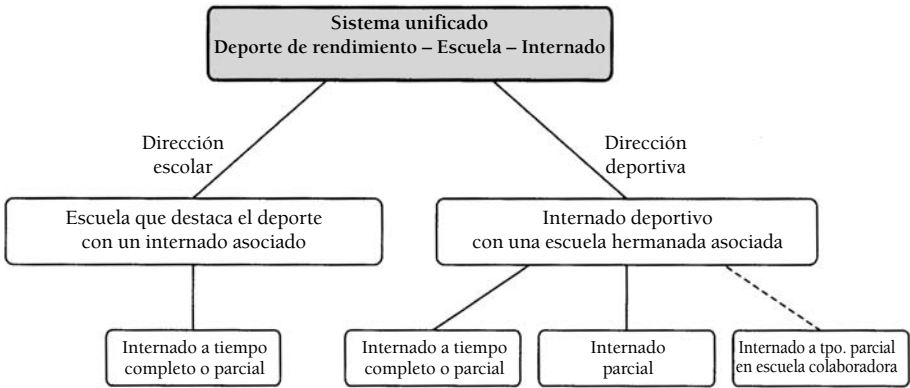 Sistema unificado
Deporte de rendimiento – Escuela – Internado
Dirección
escolar
Dirección
deportiva
Escuela que destaca el deporte
con un internado asociado
Internado deportivo
con una escuela hermanada asociada
Internado a tiempo
completo o parcial
Internado a tiempo
completo o parcial
Internado
parcial
Internado a tpo. parcial
en escuela colaboradora